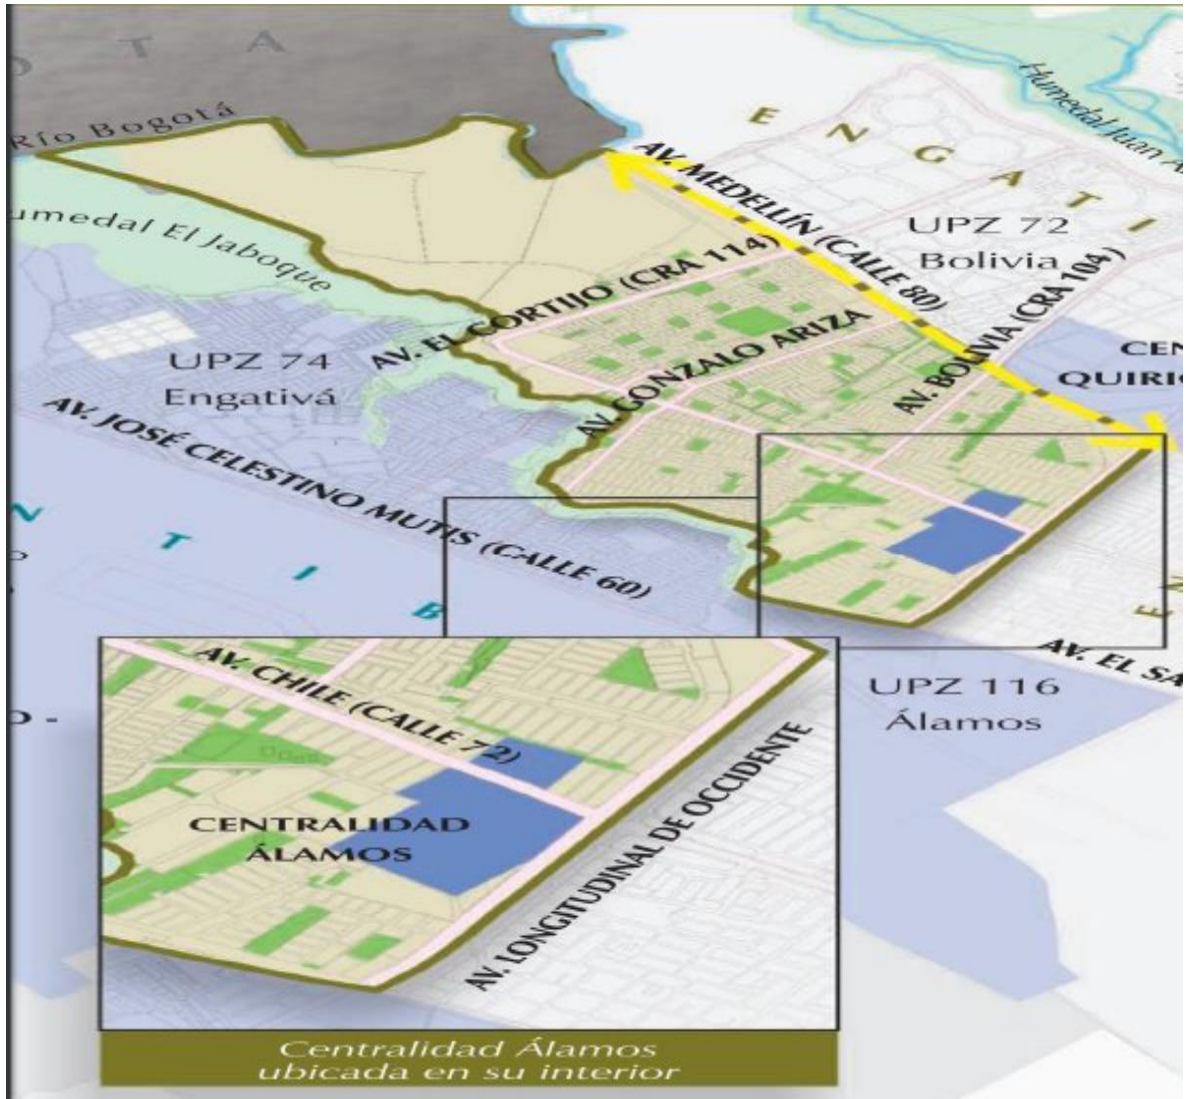 O T A
Río Bogotá
Humedal Juan A
E N G A T I
AV. MEDELLÍN (CALLE 80)
UPZ 72
Bolivia
umedal El Jaboque
AV. EL CORTIJO (CRA 114)
AV. GONZALO ARIZA
AV. BOLIVIA (CRA 104)
CEN
QUIRI
UPZ 74
Engativá
AV. JOSÉ CELESTINO MUTIS (CALLE 60)
N T I B
E N
AV. EL SA
UPZ 116
Álamos
O -
AV. CHILE (CALLE 72)
CENTRALIDAD
ÁLAMOS
AV. LONGITUDINAL DE OCCIDENTE
Centralidad Álamos
ubicada en su interior